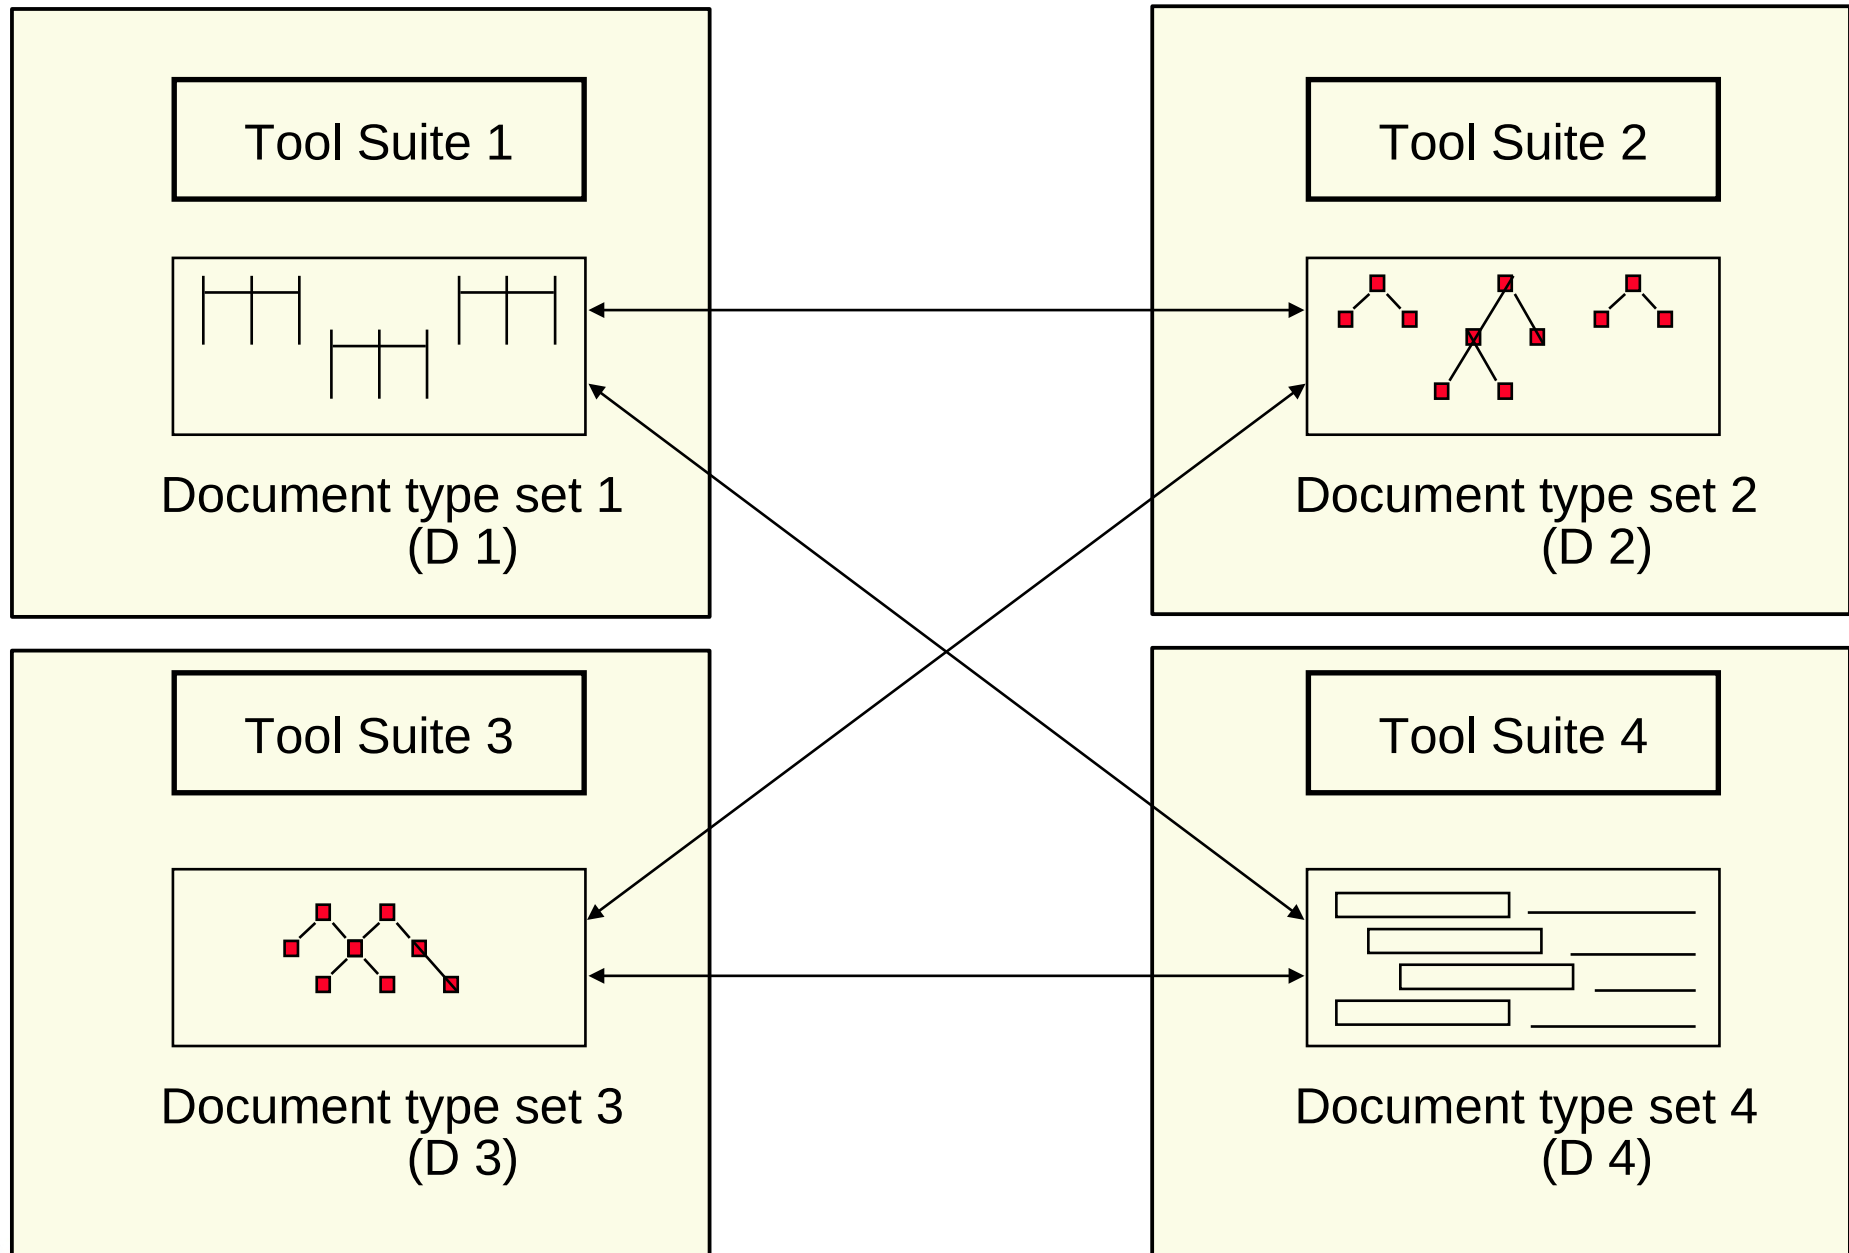 Tool Suite 1
Document type set 1
(D 1)
Tool Suite 2
Document type set 2
(D 2)
Tool Suite 3
Document type set 3
(D 3)
Tool Suite 4
Document type set 4
(D 4)